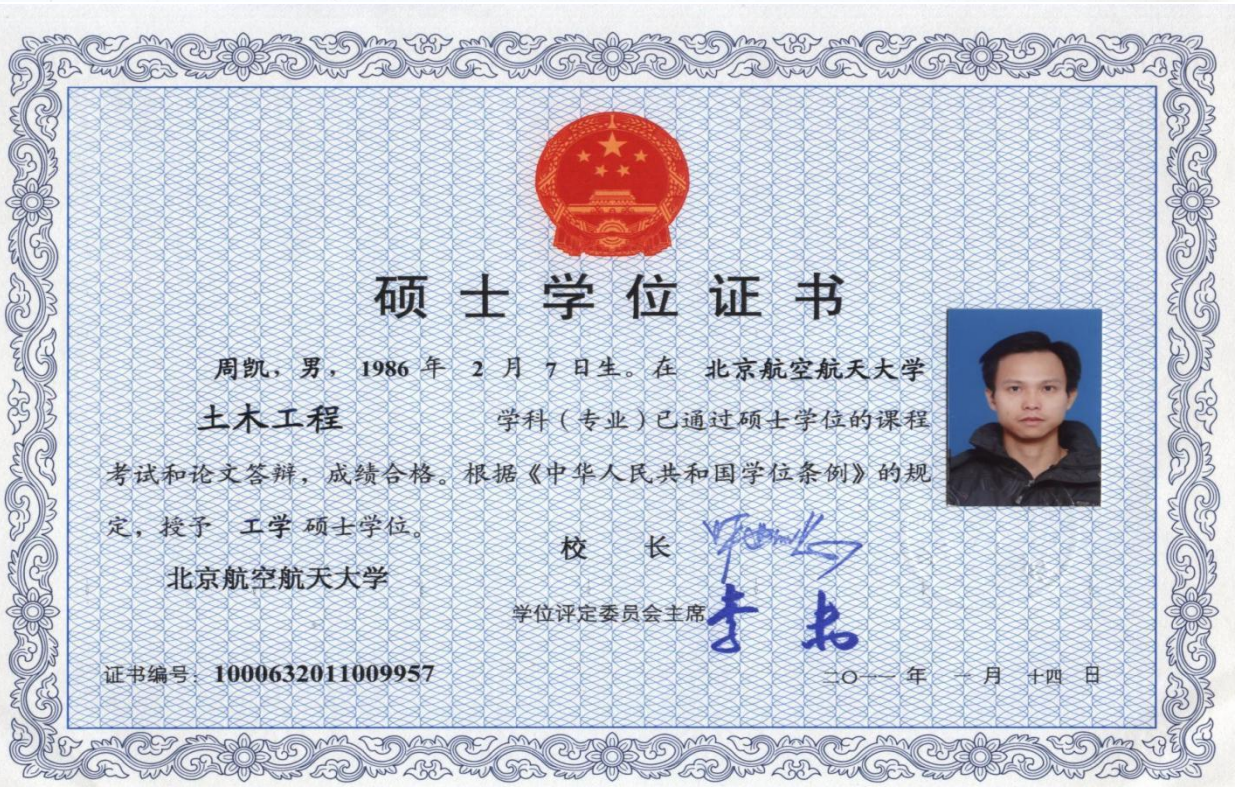 硕士学位证书
周凯，男，1986 年 2 月 7 日生。在 北京航空航天大学
土木工程 学科（专业）已通过硕士学位的课程
考试和论文答辩，成绩合格。根据《中华人民共和国学位条例》的规
定，授予 工学 硕士学位。
校 长
北京航空航天大学
学位评定委员会主席
证书编号：1000632011009957
二〇一一 年 一 月 十四 日